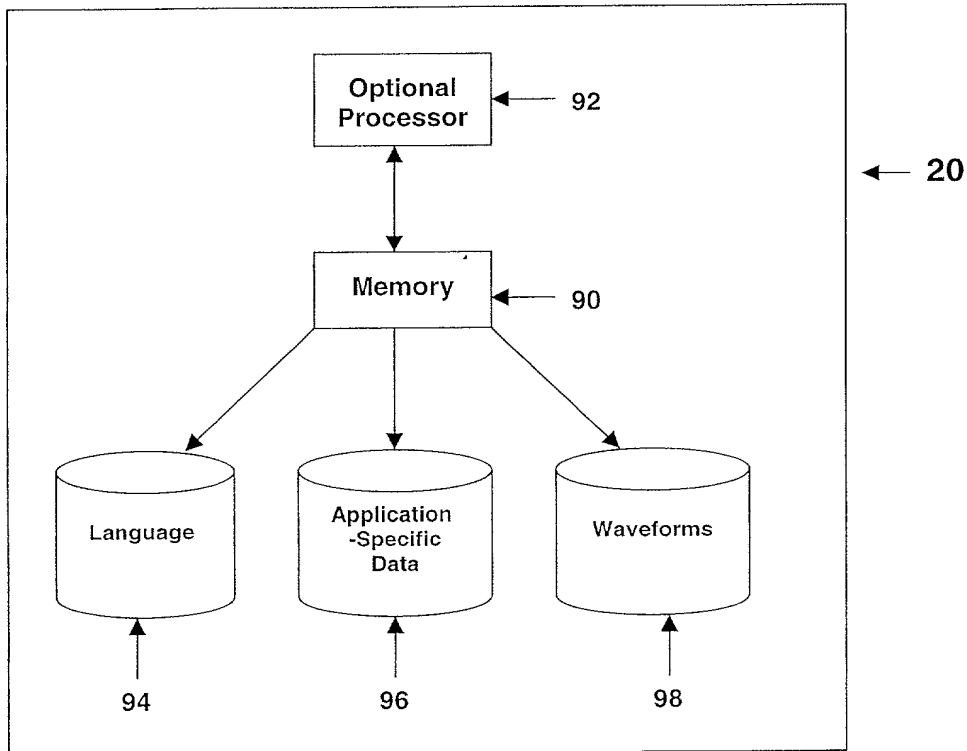 Optional
Processor
92
20
Memory
90
Language
Application
-Specific
Data
Waveforms
94
96
98